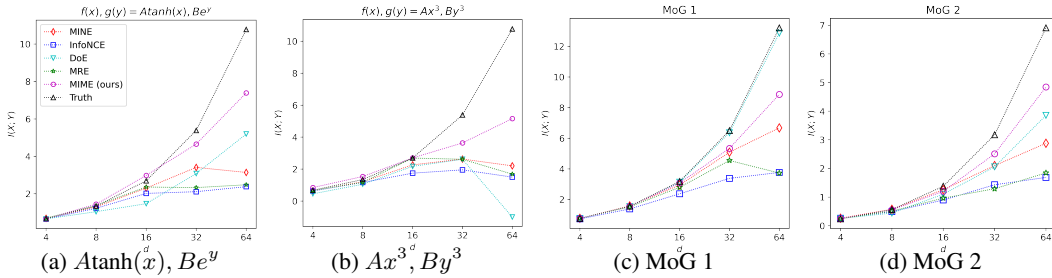 f(x), g(y) = Atanh(x), Be^y
I(X; Y)
10
8
6
4
2
MINE
InfoNCE
DoE
MRE
MIME (ours)
Truth
4 8 16 32 64
d
(a) Atanh(x), Be^y
f(x), g(y) = Ax^3, By^3
I(X; Y)
10
8
6
4
2
0
4 8 16 32 64
d
(b) Ax^3, By^3
MoG 1
I(X; Y)
12
10
8
6
4
2
4 8 16 32 64
d
(c) MoG 1
MoG 2
I(X; Y)
7
6
5
4
3
2
1
0
4 8 16 32 64
d
(d) MoG 2